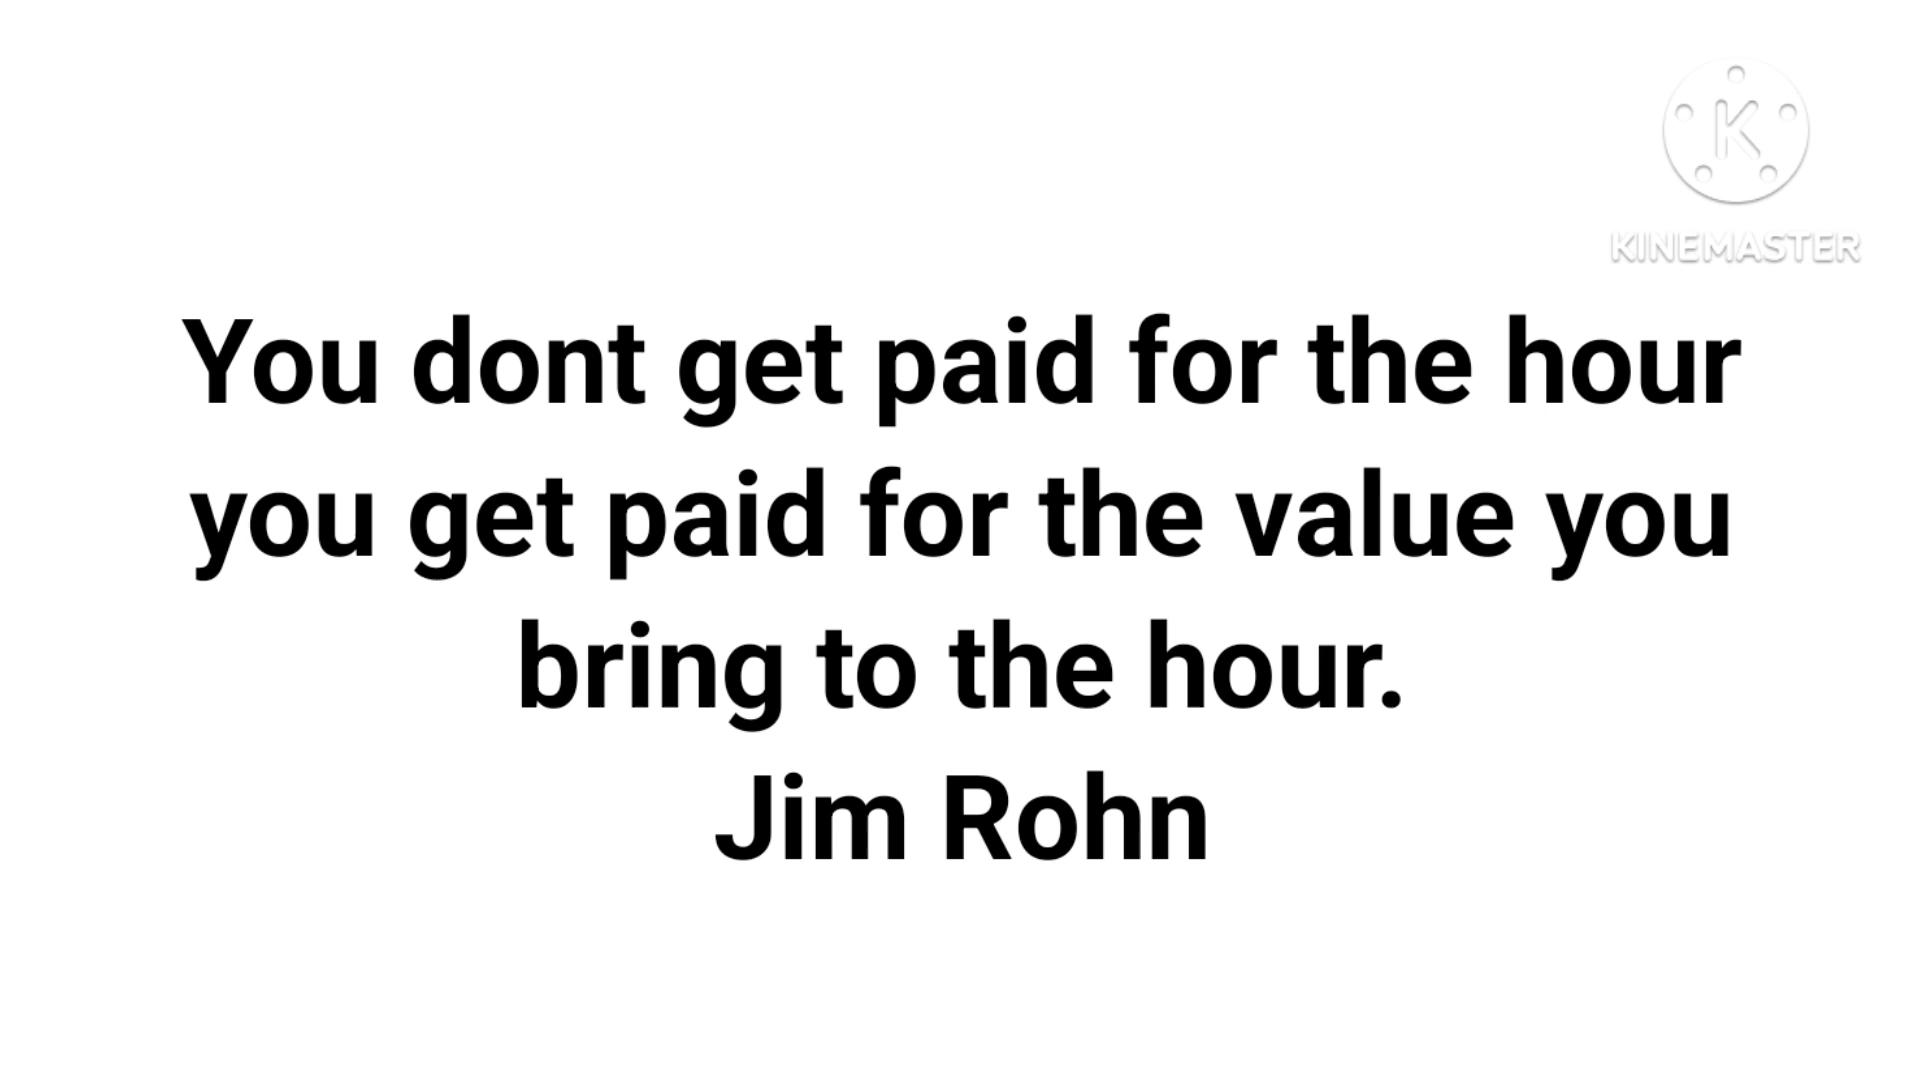 K
KINEMASTER
You dont get paid for the hour
you get paid for the value you
bring to the hour.
Jim Rohn